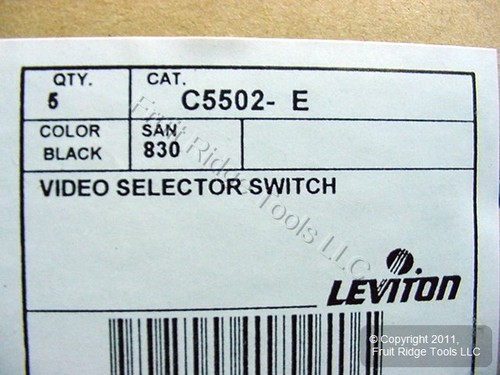 QTY. CAT.
5 C5502- E
COLOR SAN
BLACK 830
VIDEO SELECTOR SWITCH
LEVITON
Fruit Ridge Tools LLC
© Copyright 2011,
Fruit Ridge Tools LLC